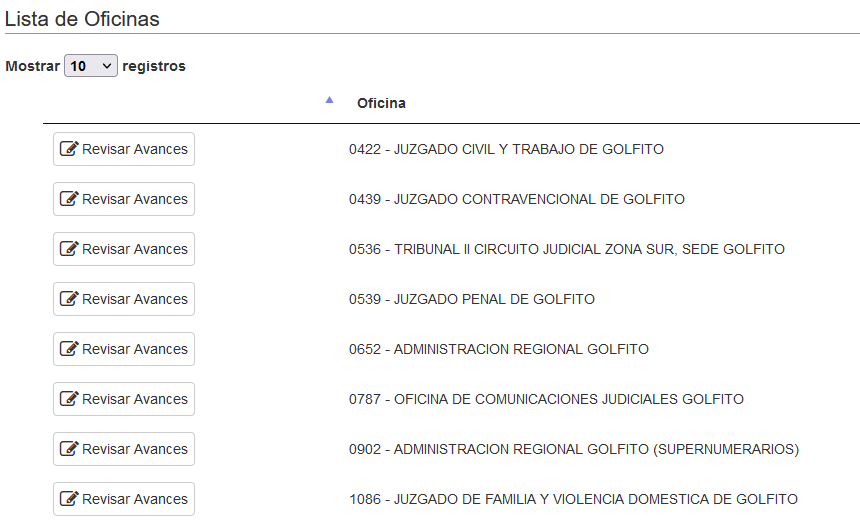 Lista de Oficinas
Mostrar 10 registros
Oficina
Revisar Avances 0422 - JUZGADO CIVIL Y TRABAJO DE GOLFITO
Revisar Avances 0439 - JUZGADO CONTRAVENCIONAL DE GOLFITO
Revisar Avances 0536 - TRIBUNAL II CIRCUITO JUDICIAL ZONA SUR, SEDE GOLFITO
Revisar Avances 0539 - JUZGADO PENAL DE GOLFITO
Revisar Avances 0652 - ADMINISTRACION REGIONAL GOLFITO
Revisar Avances 0787 - OFICINA DE COMUNICACIONES JUDICIALES GOLFITO
Revisar Avances 0902 - ADMINISTRACION REGIONAL GOLFITO (SUPERNUMERARIOS)
Revisar Avances 1086 - JUZGADO DE FAMILIA Y VIOLENCIA DOMESTICA DE GOLFITO